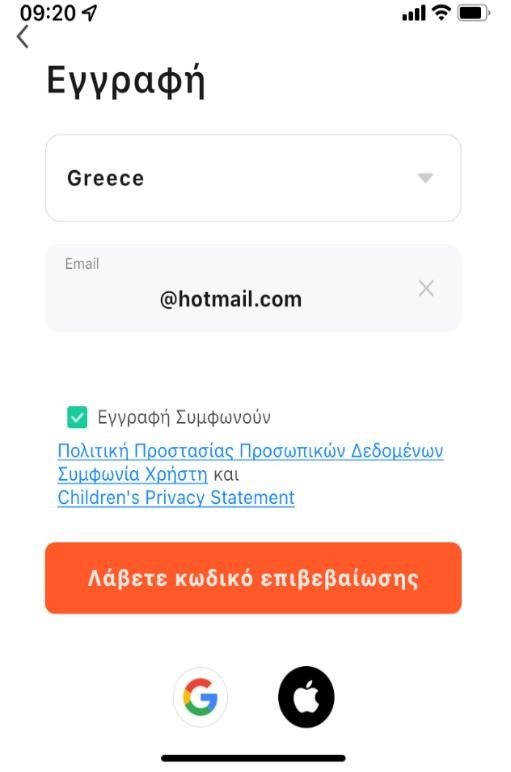 09:20
Εγγραφή
Greece
Email
@hotmail.com
Εγγραφή Συμφωνούν
Πολιτική Προστασίας Προσωπικών Δεδομένων
Συμφωνία Χρήστη και
Children's Privacy Statement
Λάβετε κωδικό επιβεβαίωσης